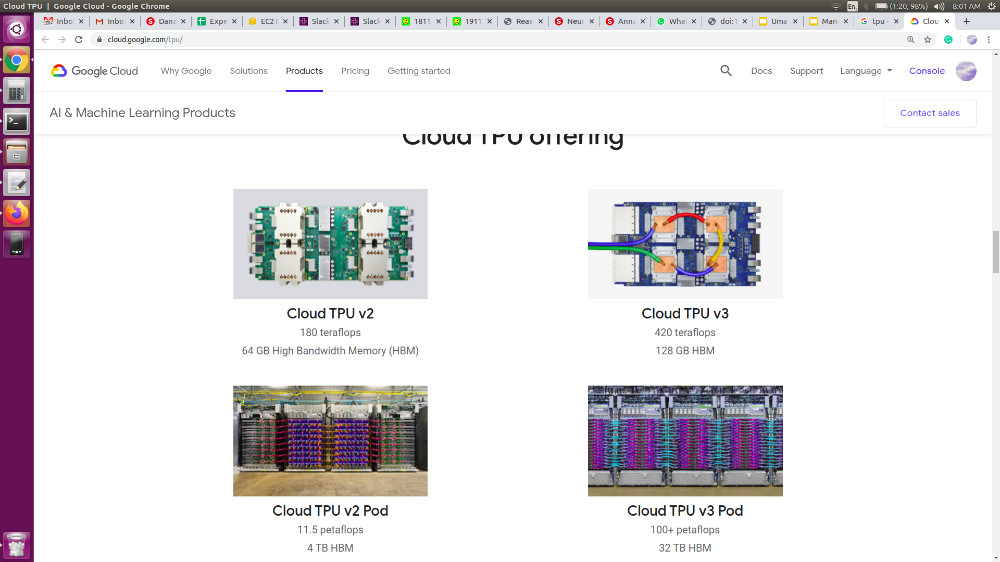 Cloud TPU | Google Cloud - Google Chrome
En2 (1:20, 98%) 8:01 AM
100+ Inbo Inbo Dana Expe EC2 Slack Slack 1811. 1911. Reas Neur Anna What doi:1 Uma Man tpu - Clou
cloud.google.com/tpu/
Google Cloud Why Google Solutions Products Pricing Getting started Docs Support Language Console
AI & Machine Learning Products
Contact sales
Cloud TPU offering
Cloud TPU v2
180 teraflops
64 GB High Bandwidth Memory (HBM)
Cloud TPU v3
420 teraflops
128 GB HBM
Cloud TPU v2 Pod
11.5 petaflops
4 TB HBM
Cloud TPU v3 Pod
100+ petaflops
32 TB HBM